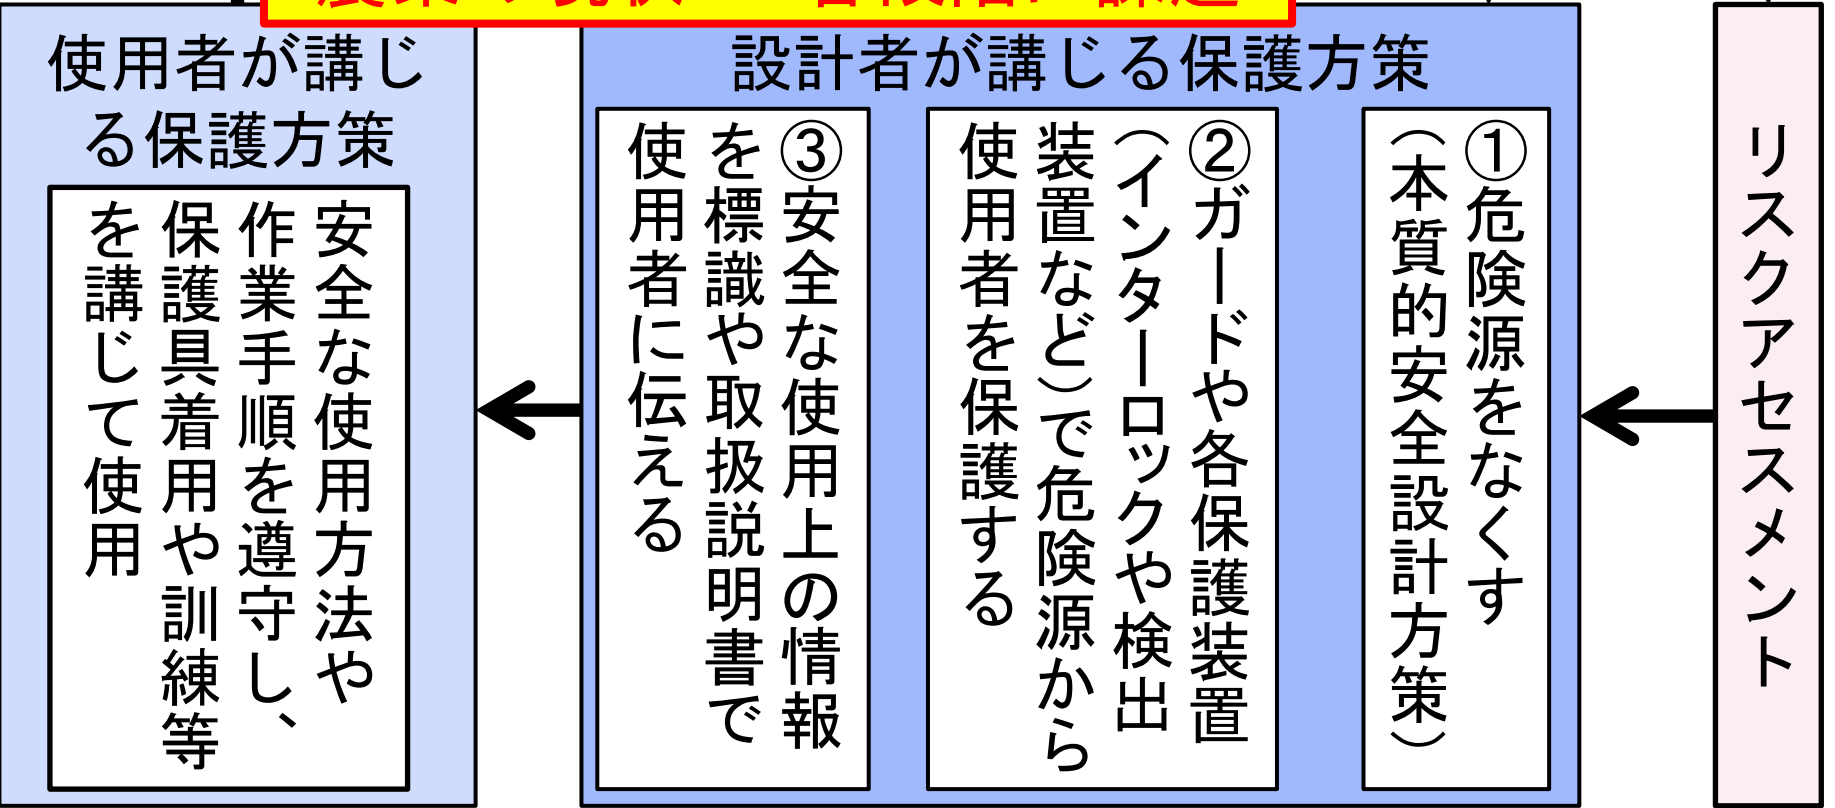 リスクアセスメント
設計者が講じる保護方策
①危険源をなくす
（本質的安全設計方策）
②ガードや各保護装置
（インターロックや検出
装置など）で危険源から
使用者を保護する
③安全な使用上の情報
を標識や取扱説明書で
使用者に伝える
使用者が講じ
る保護方策
安全な使用方法や
作業手順を遵守し、
保護具着用や訓練等
を講じて使用